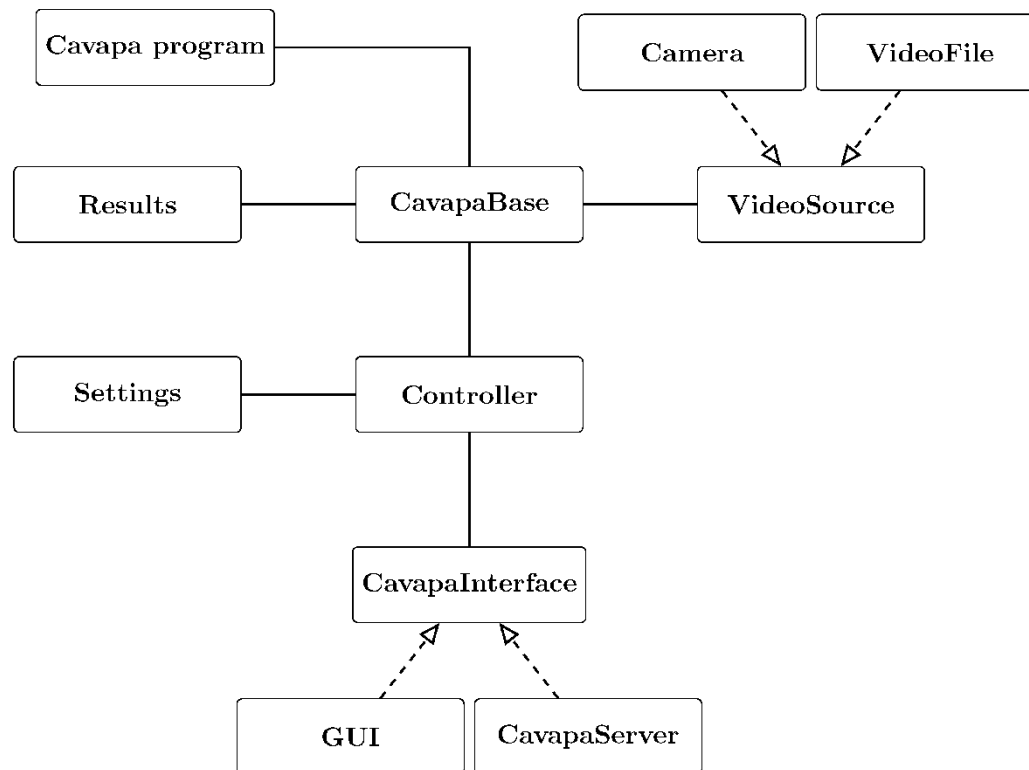 Cavapa program
Camera
VideoFile
Results
CavapaBase
VideoSource
Settings
Controller
CavapaInterface
GUI
CavapaServer